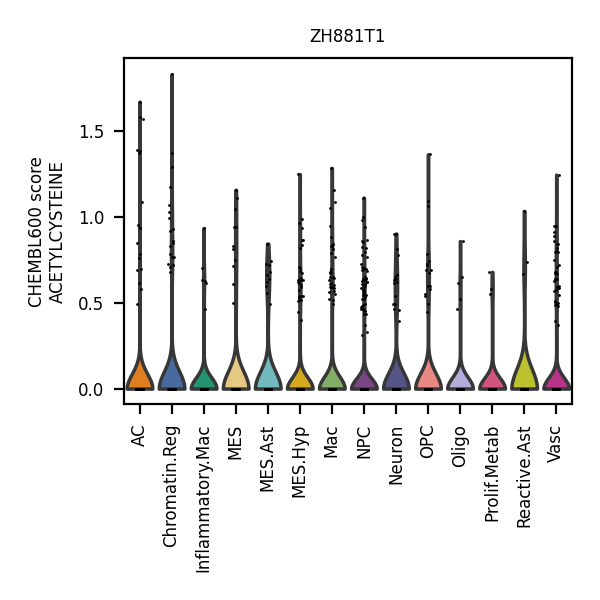 ZH881T1
CHEMBL600 score
ACETYLCYSTEINE
1.5
1.0
0.5
0.0
AC
Chromatin.Reg
Inflammatory.Mac
MES
MES.Ast
MES.Hyp
Mac
NPC
Neuron
OPC
Oligo
Prolif.Metab
Reactive.Ast
Vasc